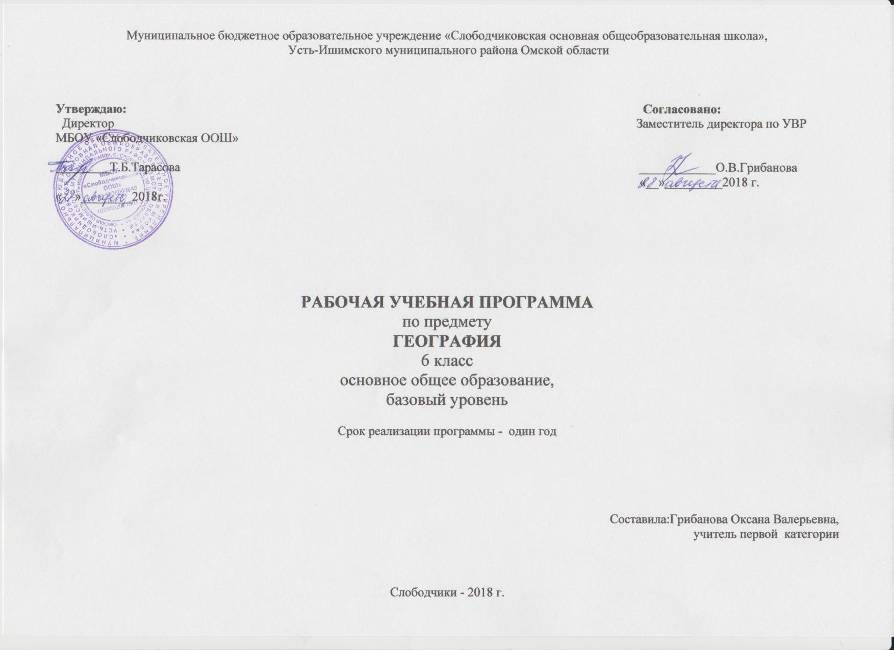 Муниципальное бюджетное образовательное учреждение «Слободчиковская основная общеобразовательная школа»,
Усть-Ишимского муниципального района Омской области
Утверждаю:
Директор
МБОУ «Слободчиковская ООШ»
__________Т.Б.Тарасова
« » августа 2018г.
Согласовано:
Заместитель директора по УВР
____________О.В.Грибанова
« » августа 2018 г.
РАБОЧАЯ УЧЕБНАЯ ПРОГРАММА
по предмету
ГЕОГРАФИЯ
6 класс
основное общее образование,
базовый уровень
Срок реализации программы - один год
Составила:Грибанова Оксана Валерьевна,
учитель первой категории
Слободчики - 2018 г.